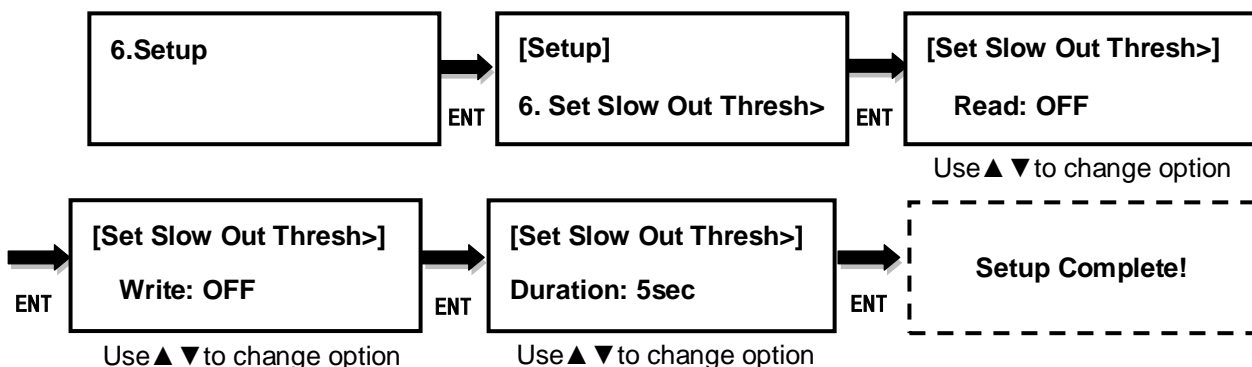 6.Setup
ENT
[Setup]
6. Set Slow Out Thresh>
ENT
[Set Slow Out Thresh>]
Read: OFF
Use▲▼to change option
ENT
[Set Slow Out Thresh>]
Write: OFF
Use▲▼to change option
ENT
[Set Slow Out Thresh>]
Duration: 5sec
Use▲▼to change option
ENT
Setup Complete!